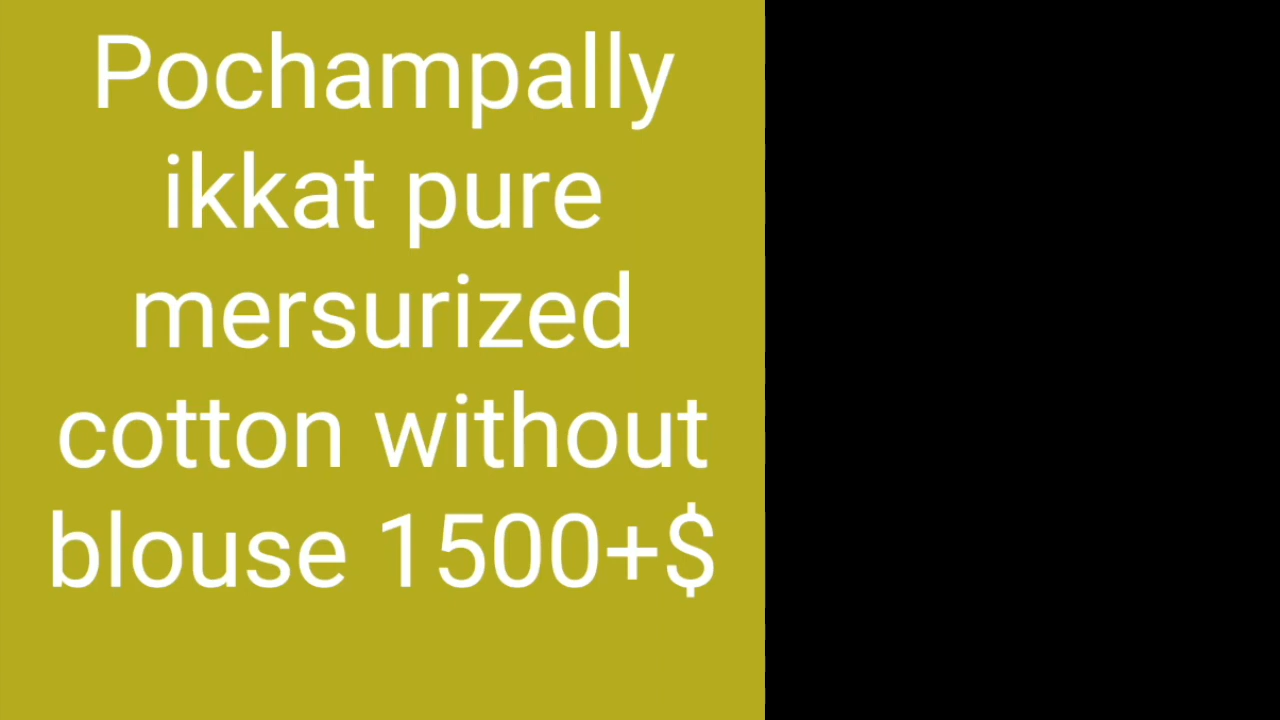 Pochampally
ikkat pure
mersurized
cotton without
blouse 1500+$